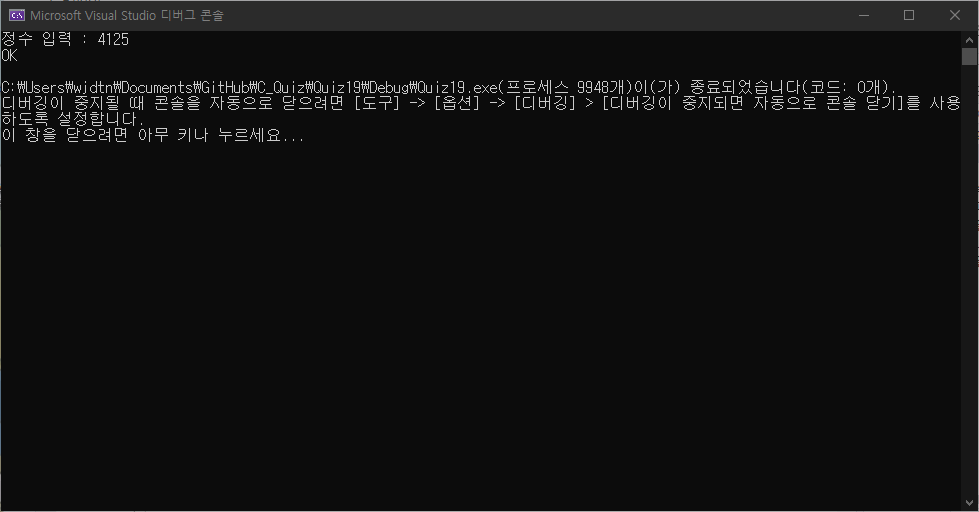 Microsoft Visual Studio 디버그 콘솔
정수 입력 : 4125
OK
C:\Users\wjdtn\Documents\GitHub\C_Quiz\Quiz19\Debug\Quiz19.exe(프로세스 9948개)이(가) 종료되었습니다(코드: 0개).
디버깅이 중지될 때 콘솔을 자동으로 닫으려면 [도구] -> [옵션] -> [디버깅] > [디버깅이 중지되면 자동으로 콘솔 닫기]를 사용
하도록 설정합니다.
이 창을 닫으려면 아무 키나 누르세요...